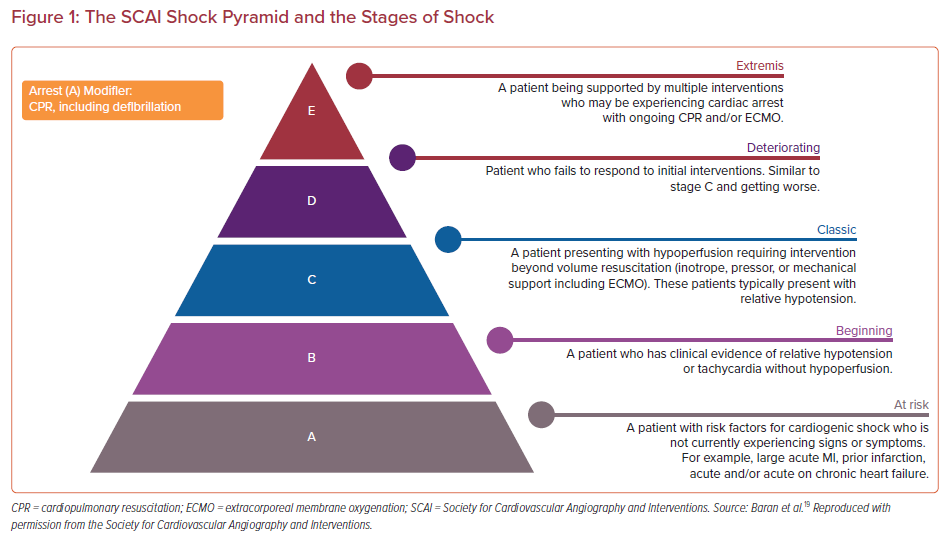 Figure 1: The SCAI Shock Pyramid and the Stages of Shock
Arrest (A) Modifier:
CPR, including defibrillation
E
Extremis
A patient being supported by multiple interventions
who may be experiencing cardiac arrest
with ongoing CPR and/or ECMO.
D
Deteriorating
Patient who fails to respond to initial interventions. Similar to
stage C and getting worse.
C
Classic
A patient presenting with hypoperfusion requiring intervention
beyond volume resuscitation (inotrope, pressor, or mechanical
support including ECMO). These patients typically present with
relative hypotension.
B
Beginning
A patient who has clinical evidence of relative hypotension
or tachycardia without hypoperfusion.
A
At risk
A patient with risk factors for cardiogenic shock who is
not currently experiencing signs or symptoms.
For example, large acute MI, prior infarction,
acute and/or acute on chronic heart failure.
CPR = cardiopulmonary resuscitation; ECMO = extracorporeal membrane oxygenation; SCAI = Society for Cardiovascular Angiography and Interventions. Source: Baran et al.19 Reproduced with
permission from the Society for Cardiovascular Angiography and Interventions.